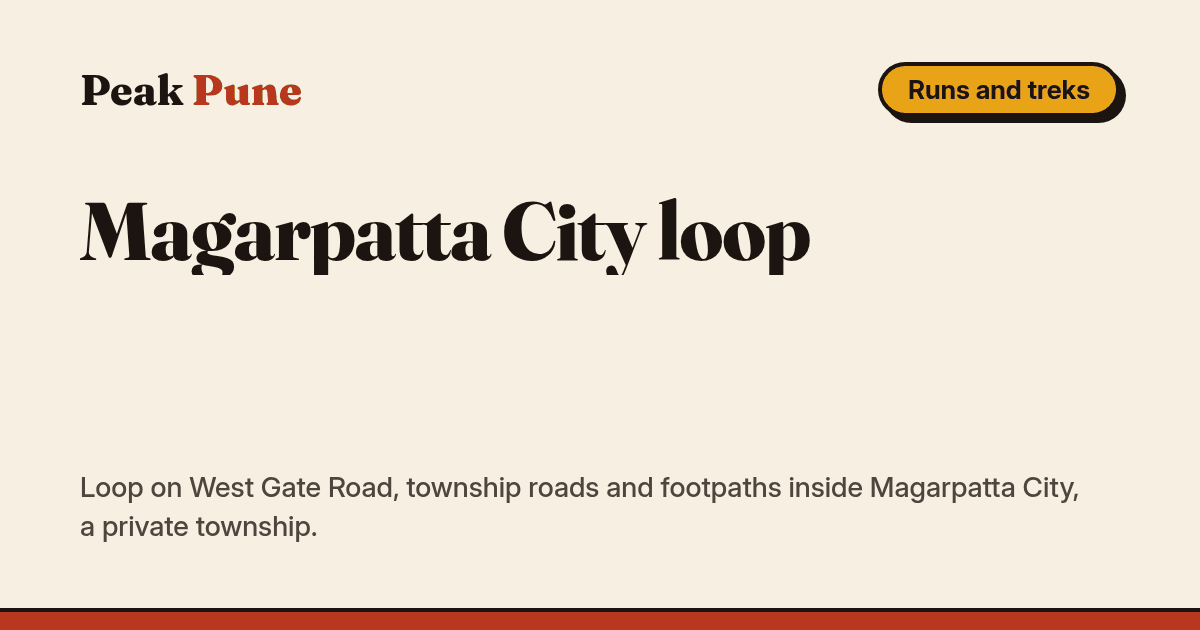 Peak Pune
Runs and treks
Magarpatta City loop
Loop on West Gate Road, township roads and footpaths inside Magarpatta City,
a private township.